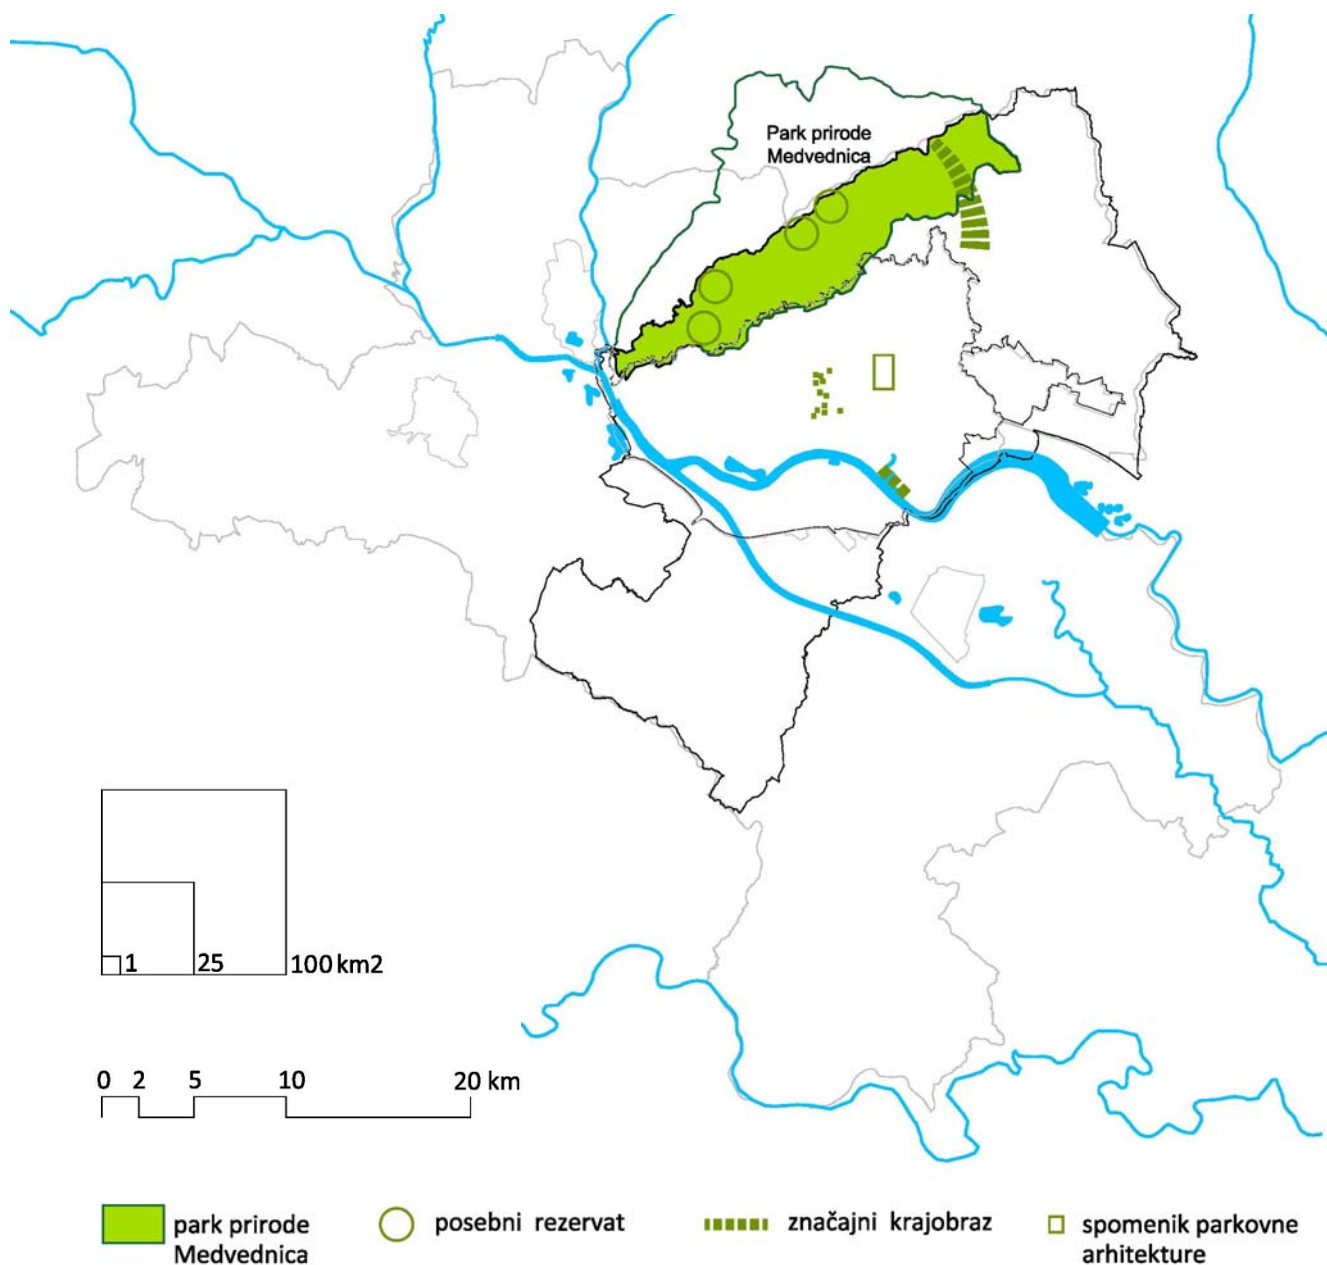 Park prirode
Medvednica
1
25
100 km2
0 2 5 10 20 km
park prirode
Medvednica
posebni rezervat
značajni krajobraz
spomenik parkovne
arhitekture